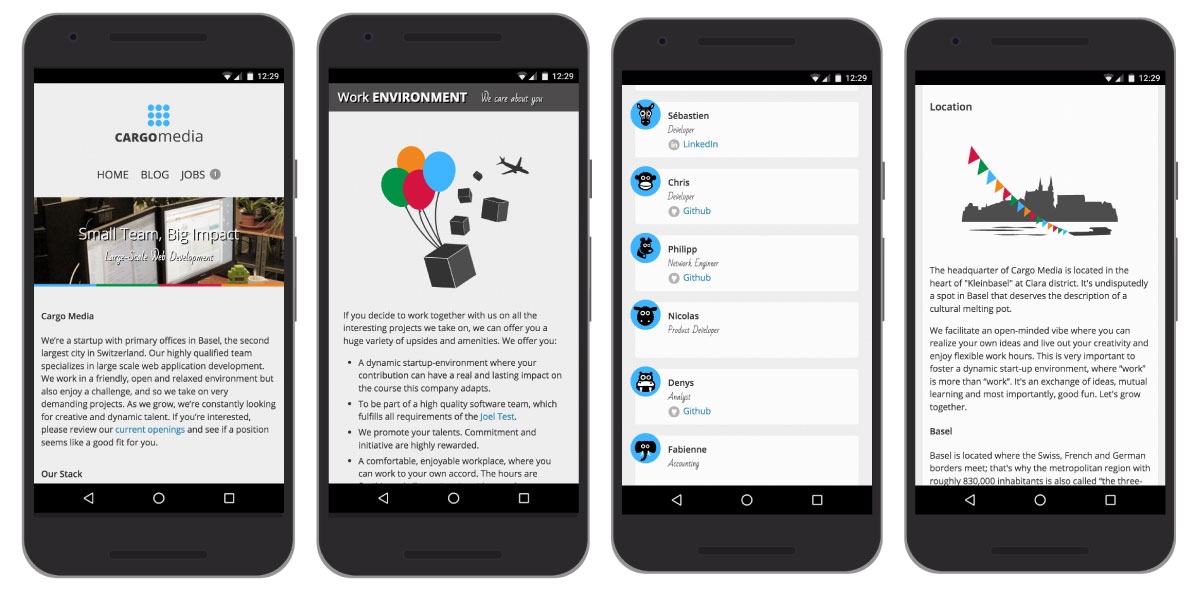 12:29
CARGOmedia
HOME BLOG JOBS 1
Small Team, Big Impact
Large-Scale Web Development
Cargo Media
We're a startup with primary offices in Basel, the second
largest city in Switzerland. Our highly qualified team
specializes in large scale web application development.
We work in a friendly, open and relaxed environment but
also enjoy a challenge, and so we take on very
demanding projects. As we grow, we're constantly looking
for creative and dynamic talent. If you're interested,
please review our current openings and see if a position
seems like a good fit for you.
Our Stack
12:29
Work ENVIRONMENT We care about you
If you decide to work together with us on all the
interesting projects we take on, we can offer you a
huge variety of upsides and amenities. We offer you:
• A dynamic startup-environment where your
contribution can have a real and lasting impact on
the course this company adapts.
• To be part of a high quality software team, which
fulfills all requirements of the Joel Test.
• We promote your talents. Commitment and
initiative are highly rewarded.
• A comfortable, enjoyable workplace, where you
can work to your own accord. The hours are
12:29
Sébastien
Developer
in LinkedIn
Chris
Developer
Github
Philipp
Network Engineer
Github
Nicolas
Product Developer
Denys
Analyst
Github
Fabienne
Accounting
12:29
Location
The headquarter of Cargo Media is located in the
heart of "Kleinbasel" at Clara district. It's undisputedly
a spot in Basel that deserves the description of a
cultural melting pot.
We facilitate an open-minded vibe where you can
realize your own ideas and live out your creativity and
enjoy flexible work hours. This is very important to
foster a dynamic start-up environment, where “work”
is more than “work”. It's an exchange of ideas, mutual
learning and most importantly, good fun. Let's grow
together.
Basel
Basel is located where the Swiss, French and German
borders meet; that's why the metropolitan region with
roughly 830,000 inhabitants is also called “the three-